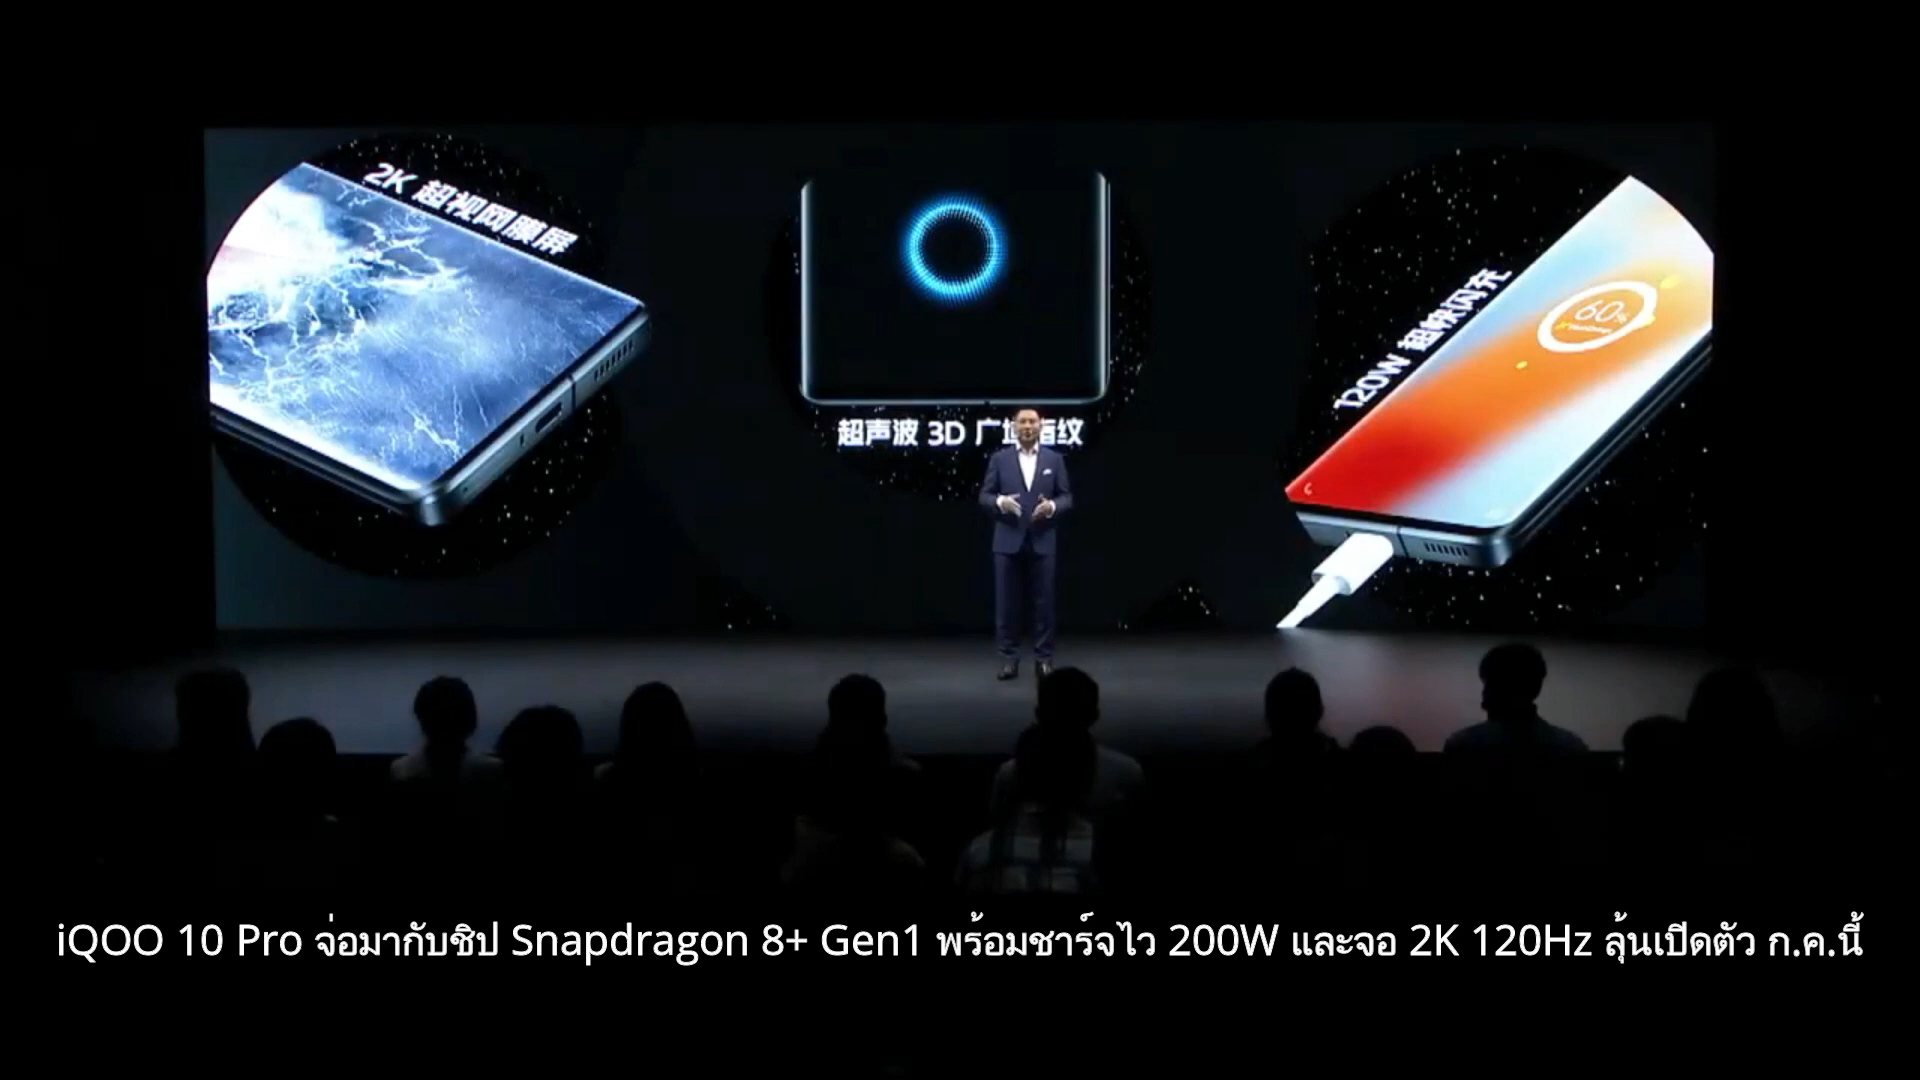 2K 超视网膜屏
超声波 3D 广域指纹
120W 超快闪充
60%
iQOO 10 Pro จ่อมากับชิป Snapdragon 8+ Gen1 พร้อมชาร์จไว 200W และจอ 2K 120Hz ลุ้นเปิดตัว ก.ค.นี้